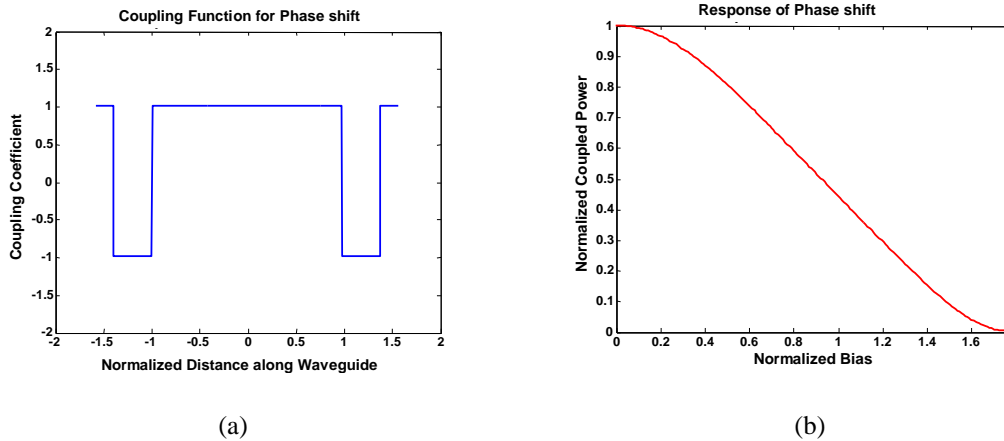 Coupling Function for Phase shift
2
1.5
1
0.5
0
-0.5
-1
-1.5
-2
Coupling Coefficient
-2 -1.5 -1 -0.5 0 0.5 1 1.5 2
Normalized Distance along Waveguide
(a)
Response of Phase shift
1
0.9
0.8
0.7
0.6
0.5
0.4
0.3
0.2
0.1
0
Normalized Coupled Power
0 0.2 0.4 0.6 0.8 1 1.2 1.4 1.6
Normalized Bias
(b)